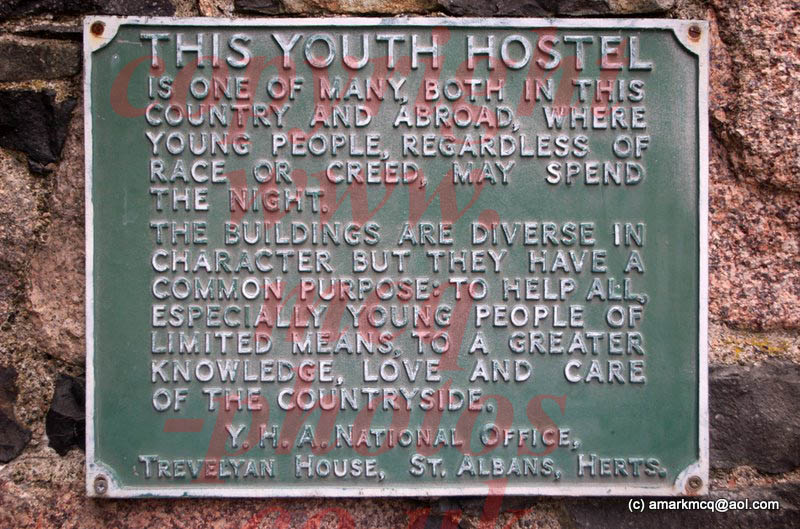 THIS YOUTH HOSTEL
IS ONE OF MANY, BOTH IN THIS
COUNTRY AND ABROAD, WHERE
YOUNG PEOPLE, REGARDLESS OF
RACE OR CREED, MAY SPEND
THE NIGHT.
THE BUILDINGS ARE DIVERSE IN
CHARACTER BUT THEY HAVE A
COMMON PURPOSE: TO HELP ALL,
ESPECIALLY YOUNG PEOPLE OF
LIMITED MEANS, TO A GREATER
KNOWLEDGE, LOVE AND CARE
OF THE COUNTRYSIDE.
Y. H. A. NATIONAL OFFICE,
TREVELYAN HOUSE, ST. ALBANS, HERTS.
www.
-photos
(c) amarkmcq@aol.com